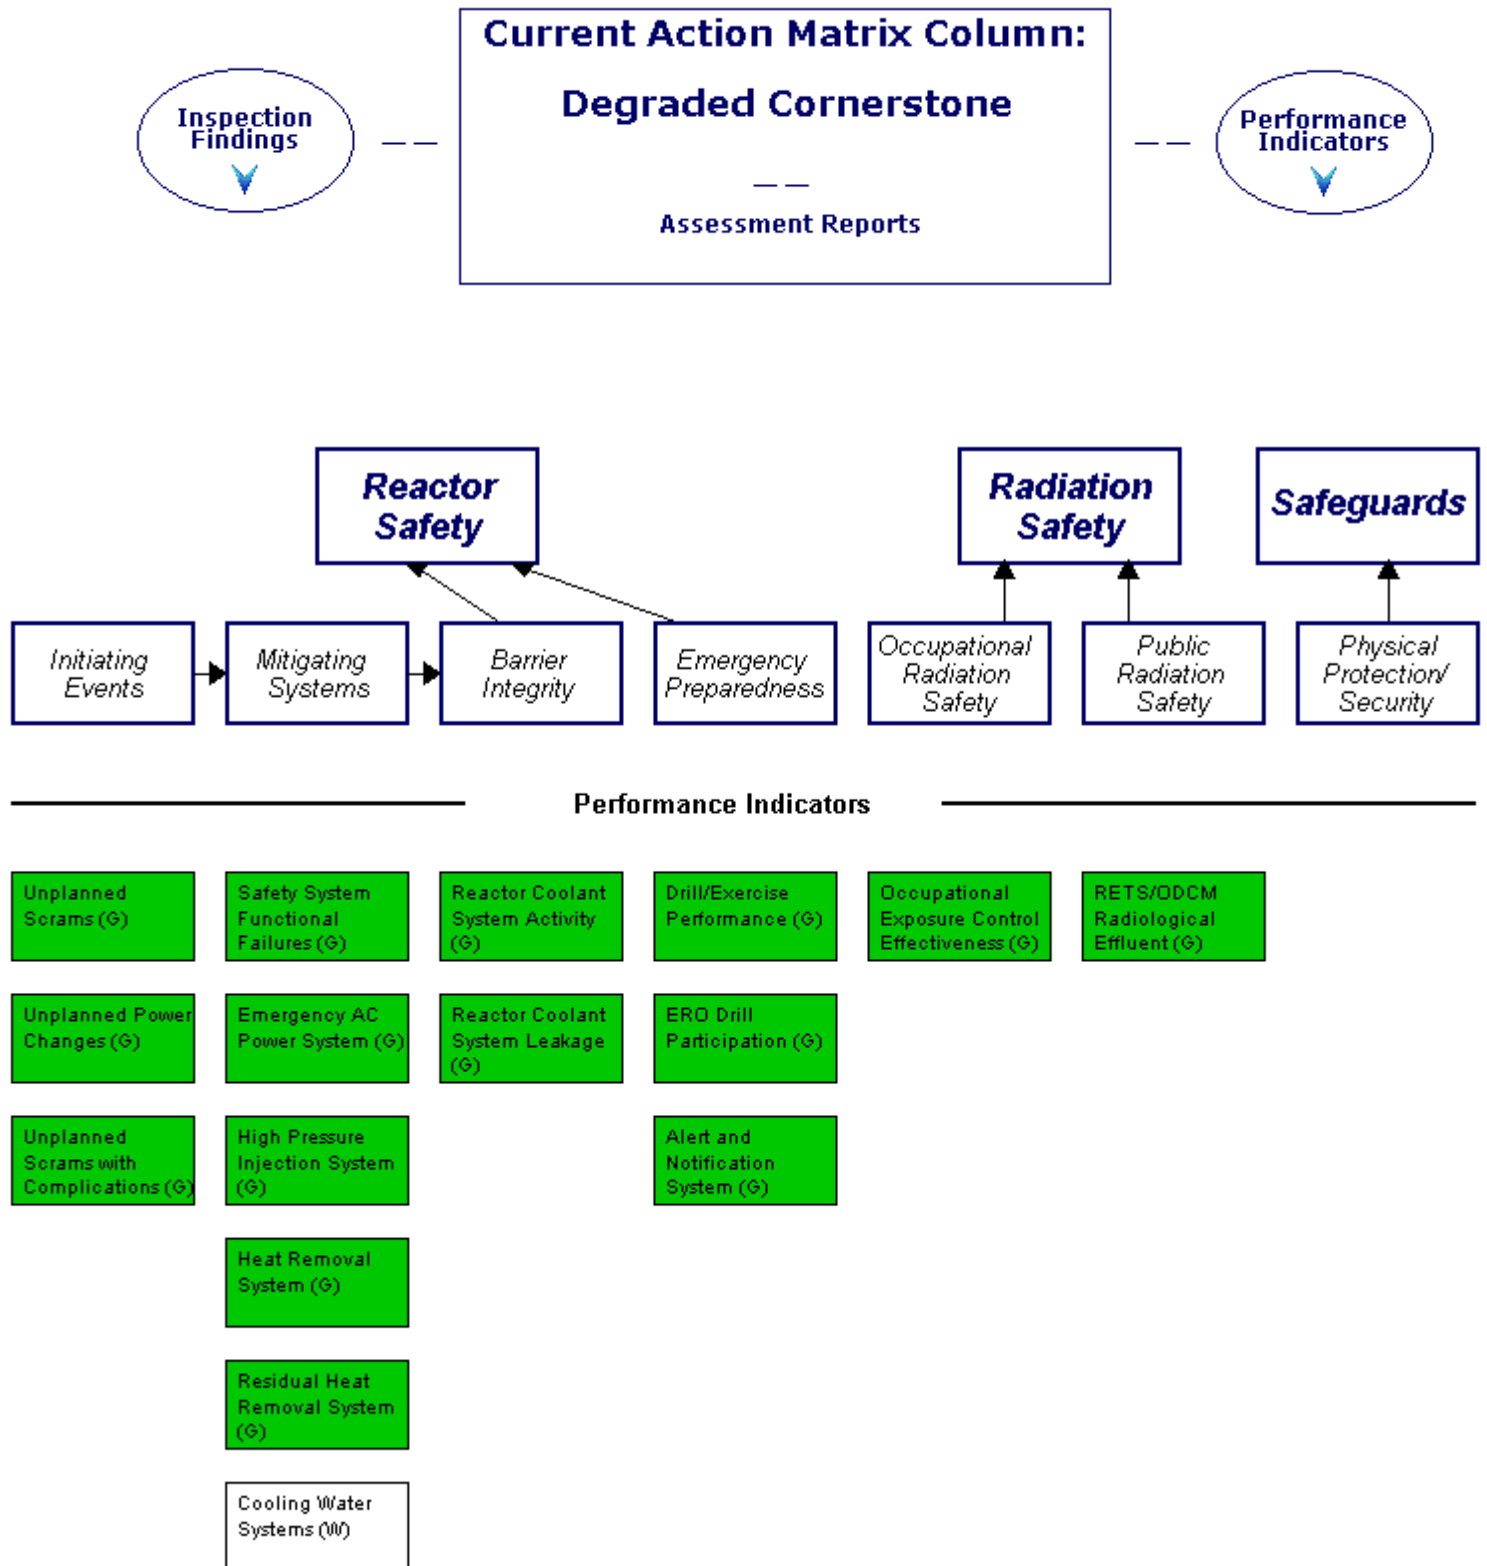 Current Action Matrix Column:
Degraded Cornerstone
Assessment Reports
Inspection
Findings
Performance
Indicators
Reactor
Safety
Radiation
Safety
Safeguards
Initiating
Events
Mitigating
Systems
Barrier
Integrity
Emergency
Preparedness
Occupational
Radiation
Safety
Public
Radiation
Safety
Physical
Protection/
Security
Performance Indicators
Unplanned
Scrams (G)
Safety System
Functional
Failures (G)
Reactor Coolant
System Activity
(G)
Drill/Exercise
Performance (G)
Occupational
Exposure Control
Effectiveness (G)
RETS/ODCM
Radiological
Effluent (G)
Unplanned Power
Changes (G)
Emergency AC
Power System (G)
Reactor Coolant
System Leakage
(G)
ERO Drill
Participation (G)
Unplanned
Scrams with
Complications (G)
High Pressure
Injection System
(G)
Alert and
Notification
System (G)
Heat Removal
System (G)
Residual Heat
Removal System
(G)
Cooling Water
Systems (W)